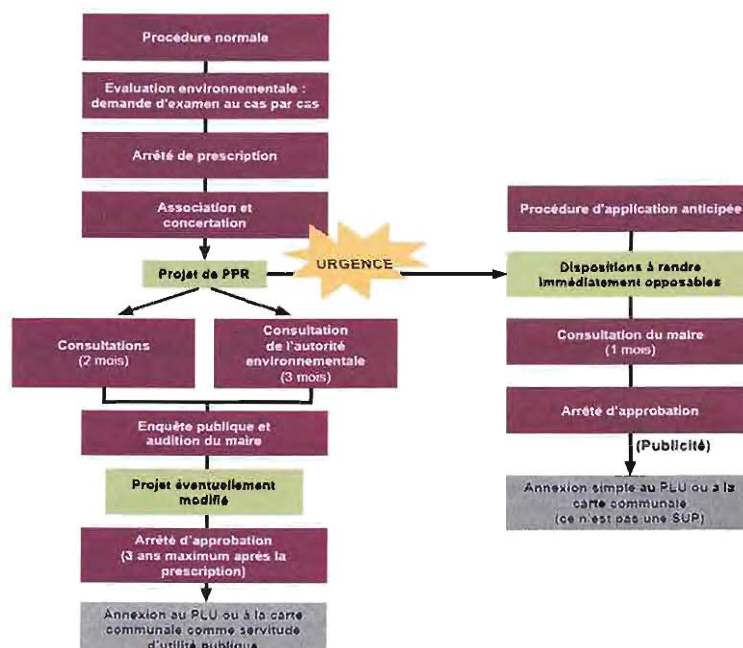 Procédure normale
Evaluation environnementale :
demande d'examen au cas par cas
Arrêté de prescription
Association et
concertation
Projet de PPR
URGENCE
Consultations
(2 mois)
Consultation
de l'autorité
environnementale
(3 mois)
Enquête publique et
audition du maire
Projet éventuellement
modifié
Arrêté d'approbation
(3 ans maximum après la
prescription)
Annexion au PLU ou à la carte
communale comme servitude
d'utilité publique
Procédure d'application anticipée
Dispositions à rendre
immédiatement opposables
Consultation du maire
(1 mois)
Arrêté d'approbation
(Publicité)
Annexion simple au PLU ou à la
carte communale
(ce n'est pas une SUP)